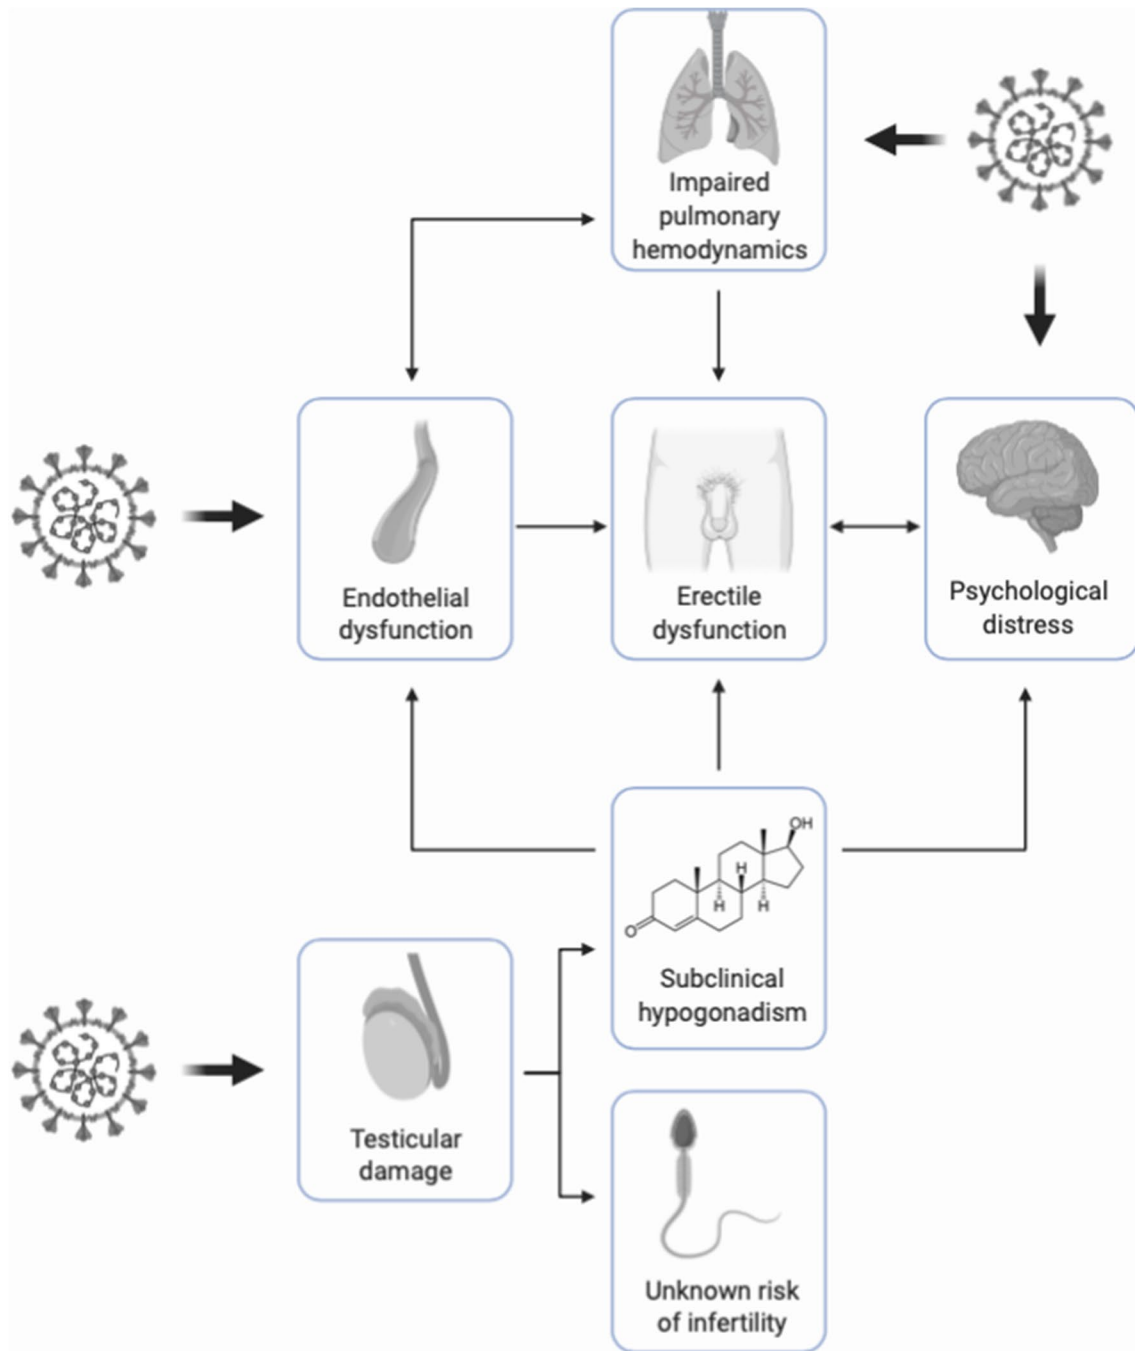 Impaired
pulmonary
hemodynamics
Endothelial
dysfunction
Erectile
dysfunction
Psychological
distress
OH
H
H
H
O
Subclinical
hypogonadism
Testicular
damage
Unknown risk
of infertility